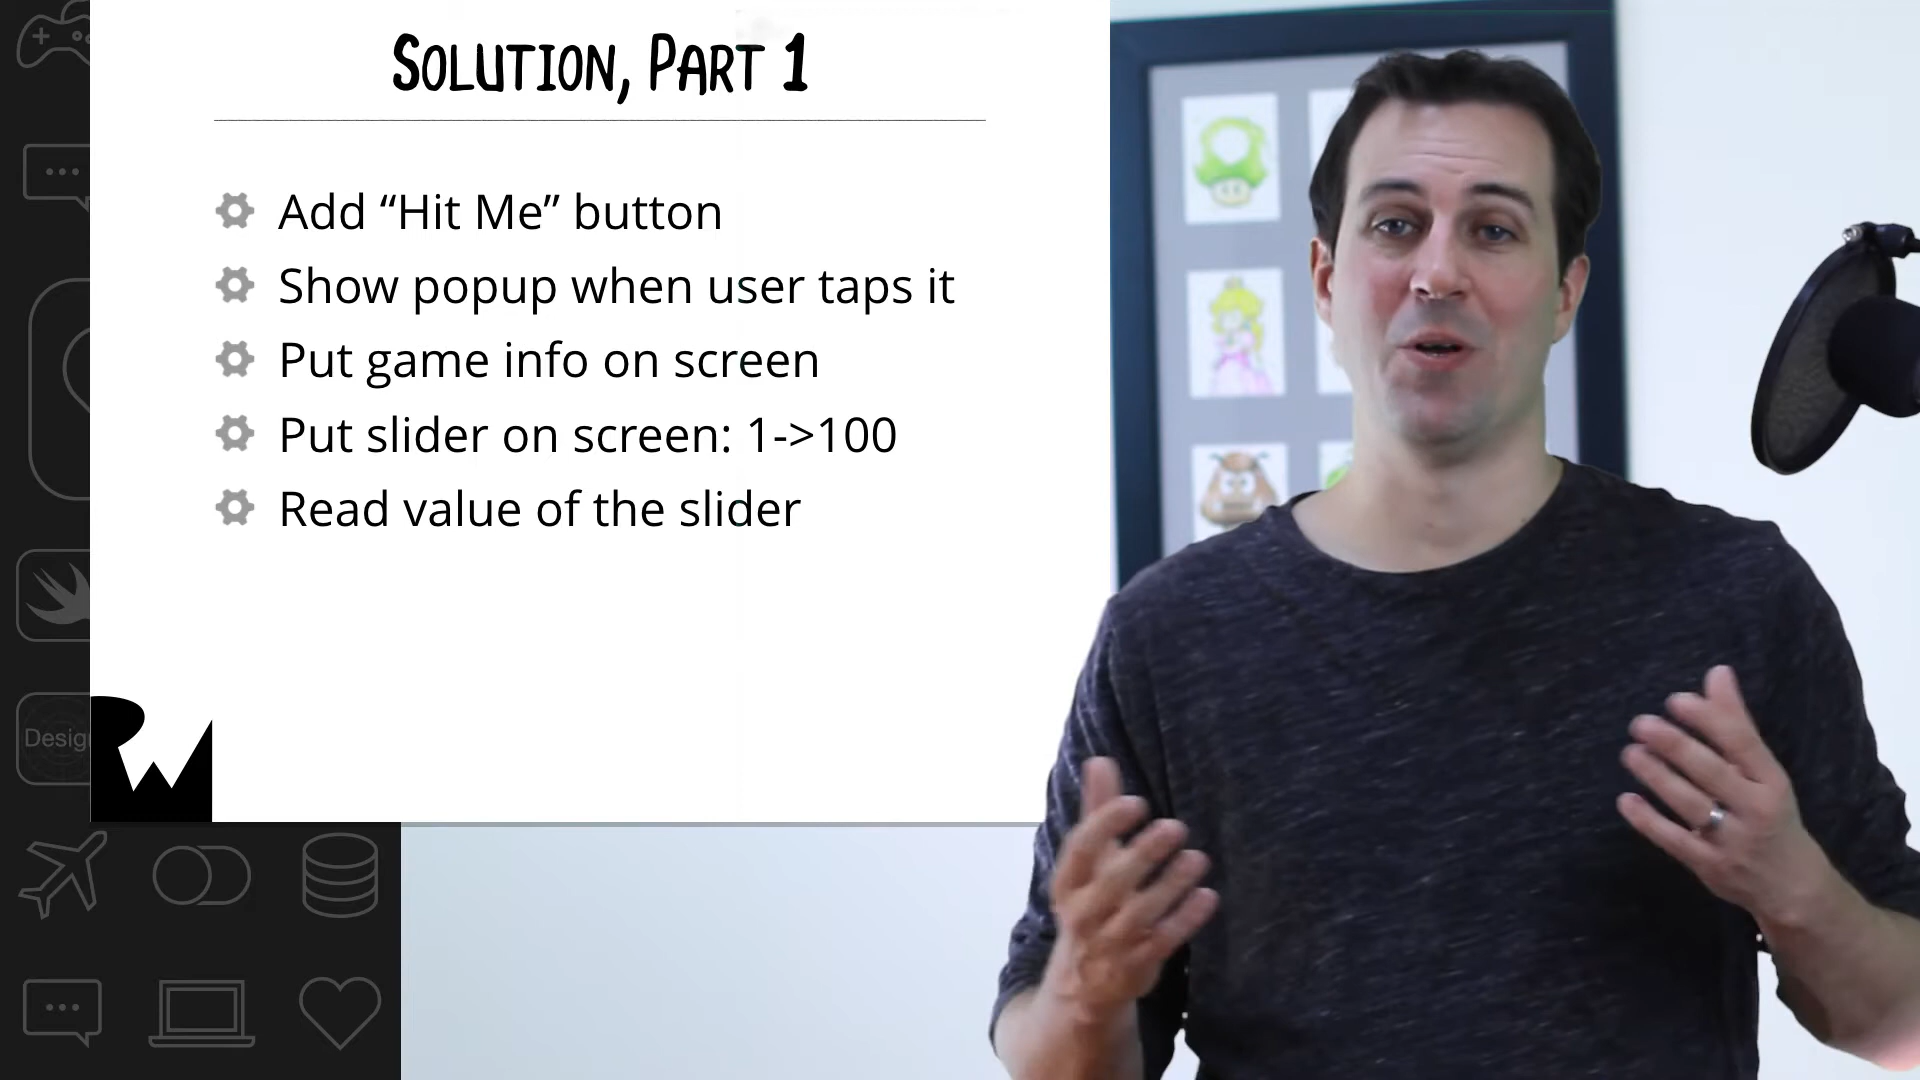 Solution, Part 1
Add “Hit Me” button
Show popup when user taps it
Put game info on screen
Put slider on screen: 1->100
Read value of the slider
Design